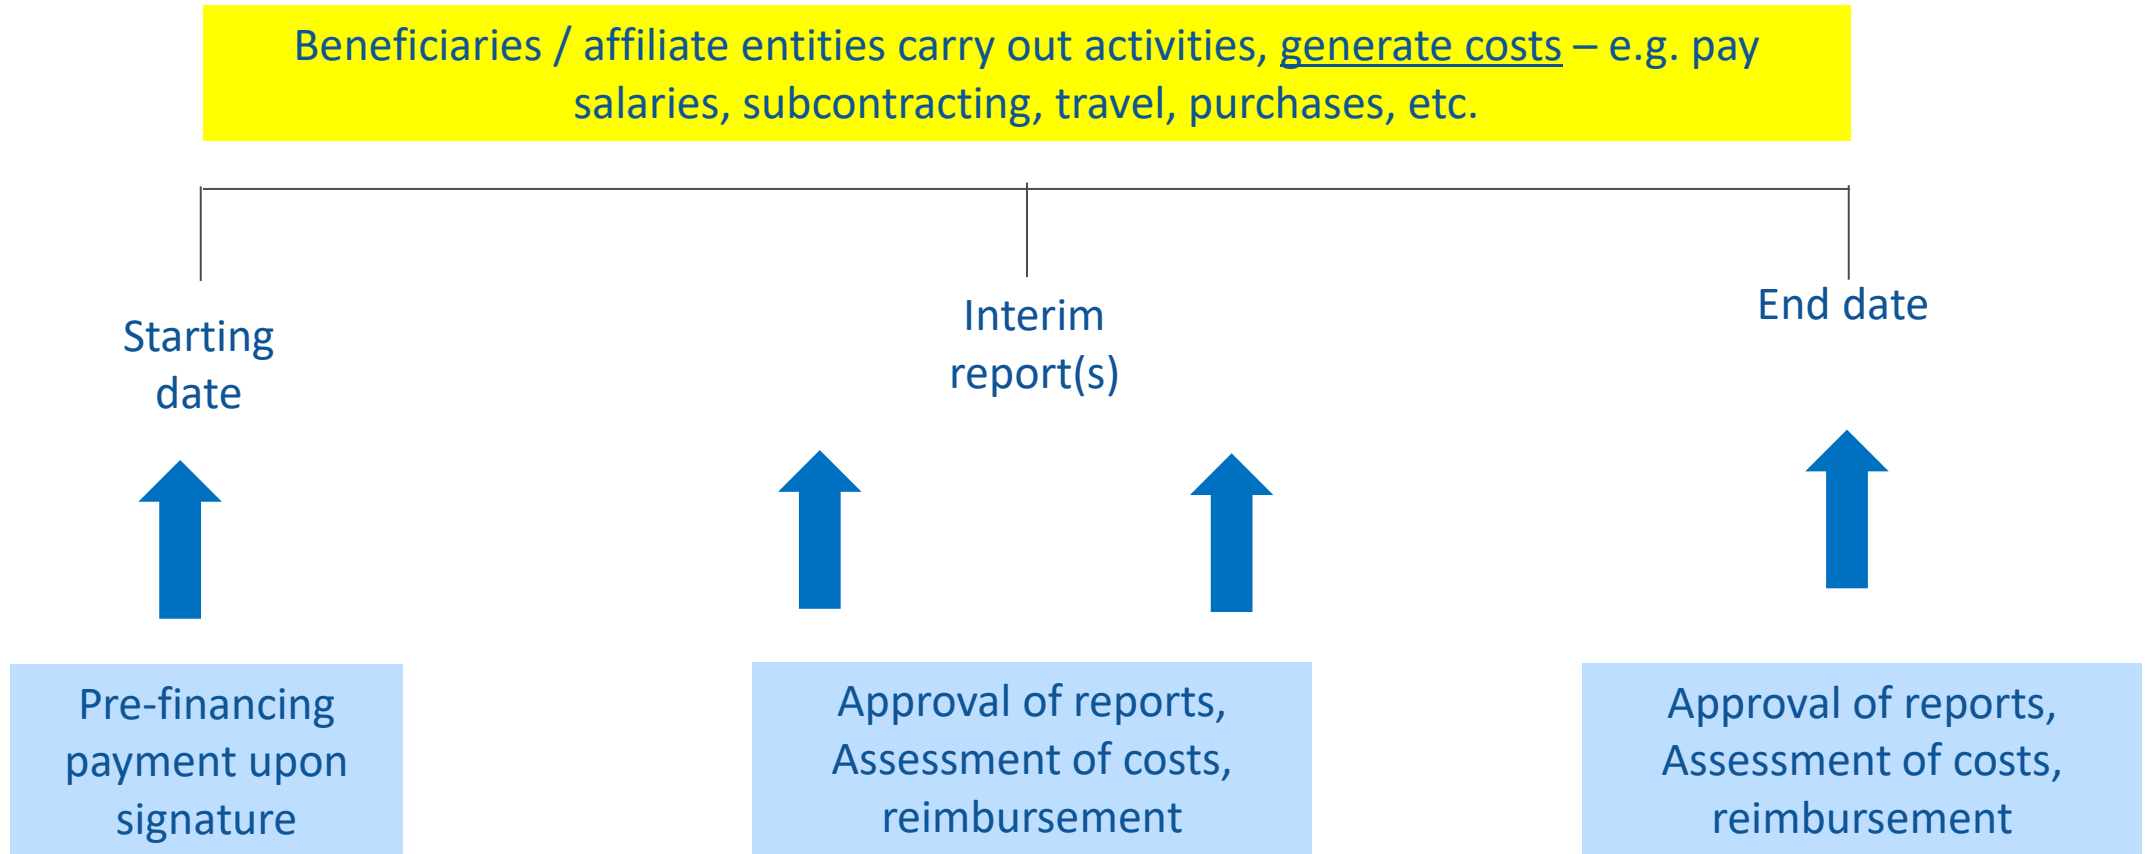 Beneficiaries / affiliate entities carry out activities, generate costs – e.g. pay
salaries, subcontracting, travel, purchases, etc.
Starting
date
Interim
report(s)
End date
Pre-financing
payment upon
signature
Approval of reports,
Assessment of costs,
reimbursement
Approval of reports,
Assessment of costs,
reimbursement